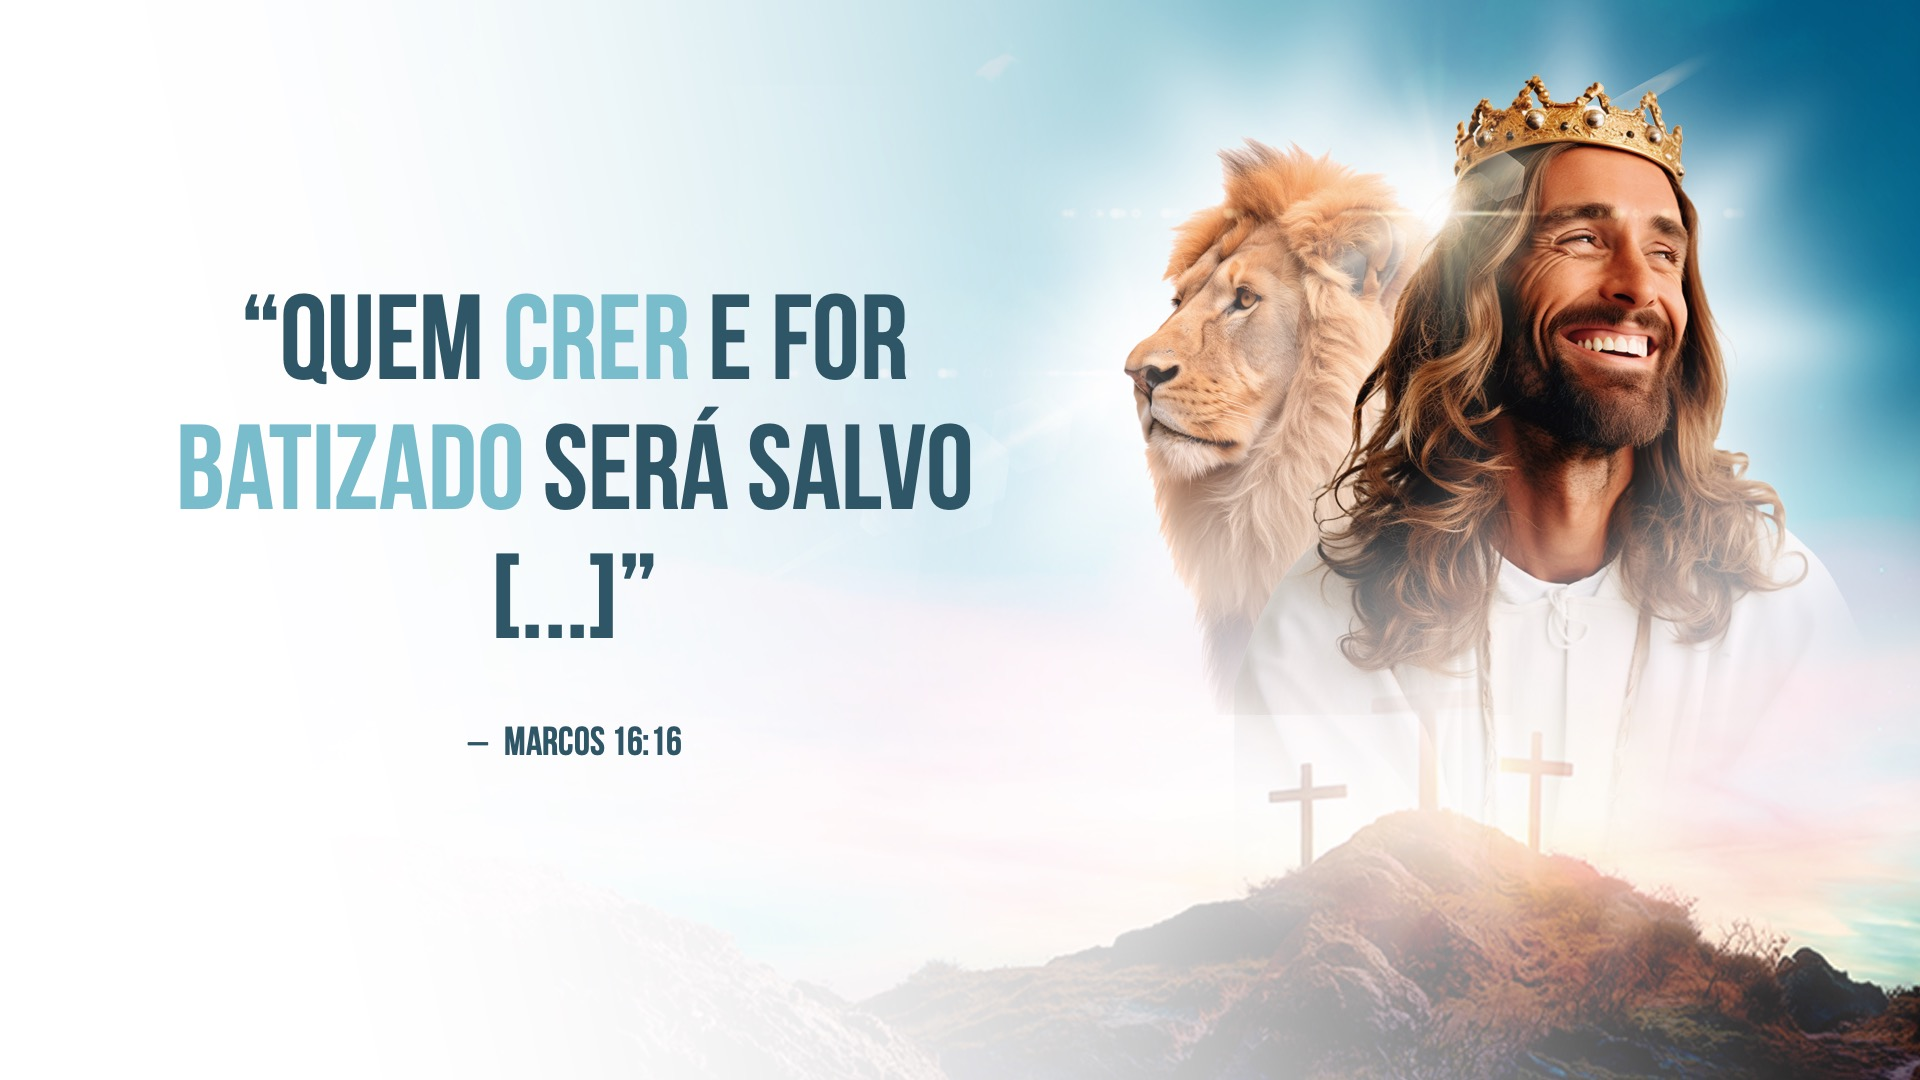 “QUEM CRER E FOR
BATIZADO SERÁ SALVO
[...]”
– MARCOS 16:16